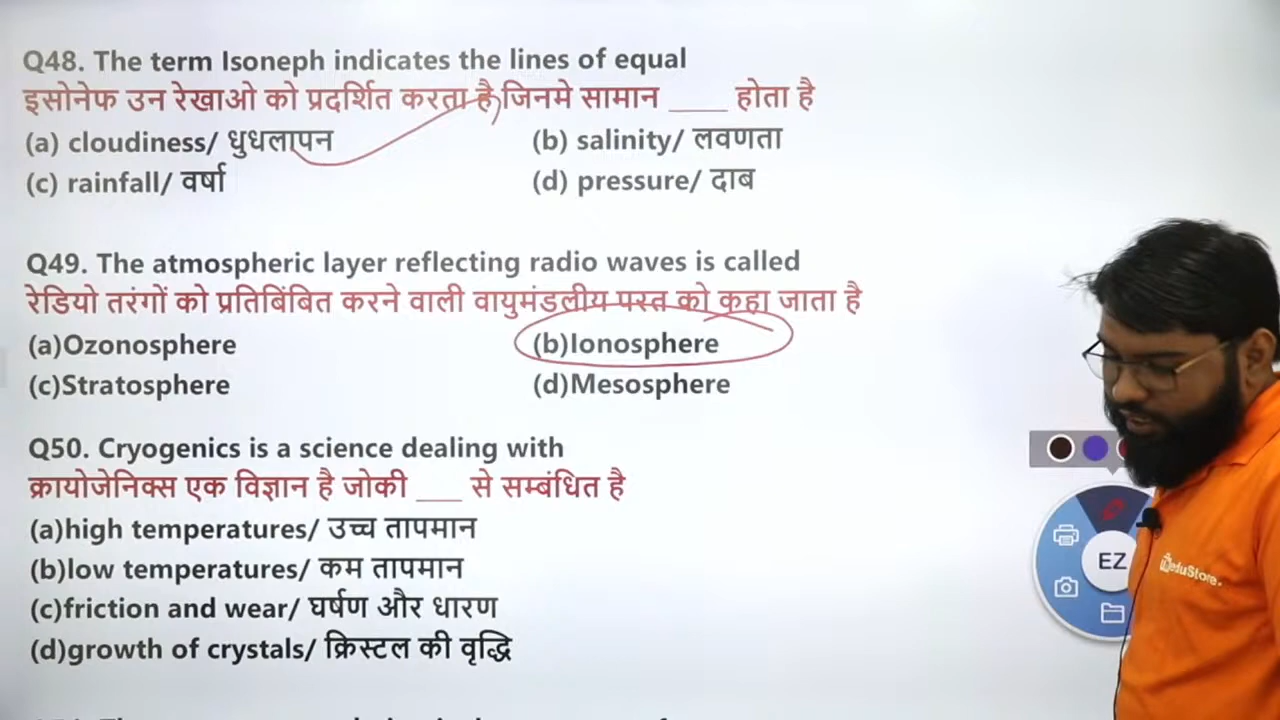 Q48. The term Isoneph indicates the lines of equal
इसोनेफ उन रेखाओ को प्रदर्शित करता है जिनमे सामान ____ होता है
(a) cloudiness/ धुधलापन (b) salinity/ लवणता
(c) rainfall/ वर्षा (d) pressure/ दाब
Q49. The atmospheric layer reflecting radio waves is called
रेडियो तरंगों को प्रतिबिंबित करने वाली वायुमंडलीय परत को कहा जाता है
(a)Ozonosphere (b)Ionosphere
(c)Stratosphere (d)Mesosphere
Q50. Cryogenics is a science dealing with
क्रायोजेनिक्स एक विज्ञान है जोकी ___ से सम्बंधित है
(a)high temperatures/ उच्च तापमान
(b)low temperatures/ कम तापमान
(c)friction and wear/ घर्षण और धारण
(d)growth of crystals/ क्रिस्टल की वृद्धि
EZ
eduStore.